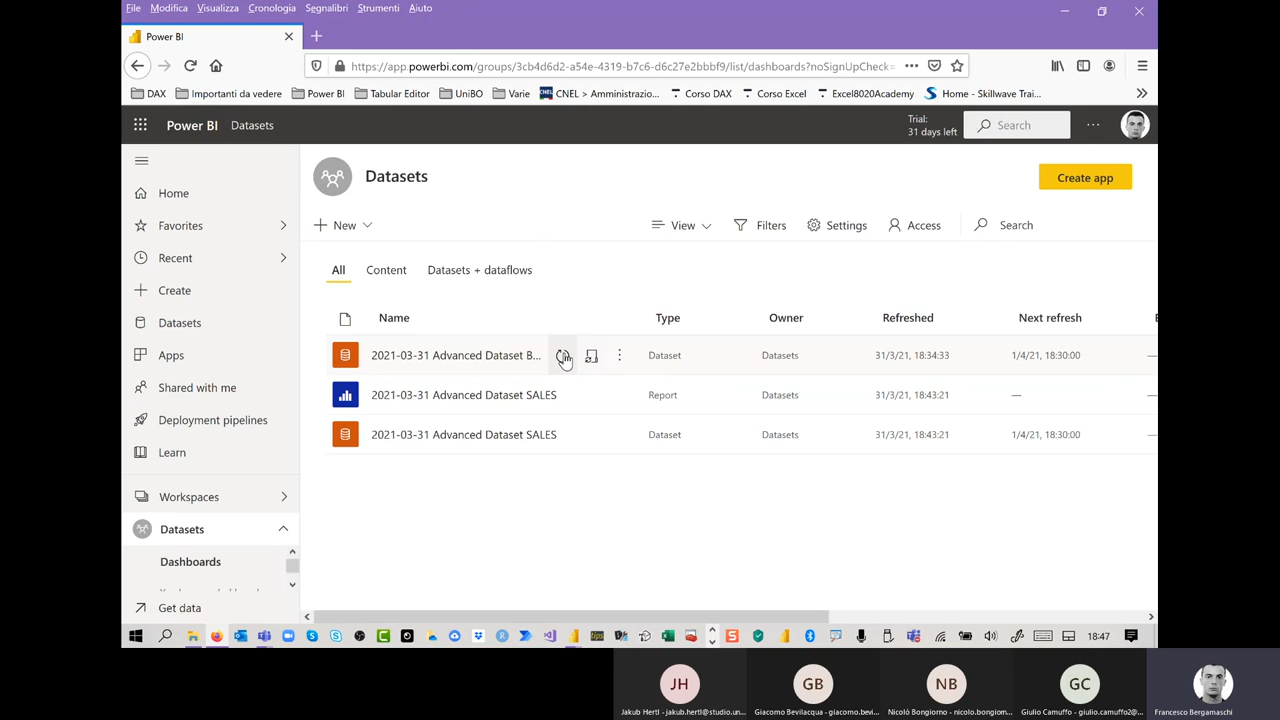 File Modifica Visualizza Cronologia Segnalibri Strumenti Aiuto
Power BI
https://app.powerbi.com/groups/3cb4d6d2-a54e-4319-b7c6-d6c27e2bbbf9/list/dashboards?noSignUpCheck=
DAX Importanti da vedere Power BI Tabular Editor UniBO Varie CNEL > Amministrazio... Corso DAX Corso Excel Excel8020Academy Home - Skillwave Trai...
Power BI Datasets
Trial:
31 days left
Search
Home
Favorites
Recent
Create
Datasets
Apps
Shared with me
Deployment pipelines
Learn
Workspaces
Datasets
Dashboards
Get data
Datasets
Create app
New View Filters Settings Access Search
All Content Datasets + dataflows
Name Type Owner Refreshed Next refresh
2021-03-31 Advanced Dataset B... Dataset Datasets 31/3/21, 18:34:33 1/4/21, 18:30:00 —
2021-03-31 Advanced Dataset SALES Report Datasets 31/3/21, 18:43:21 — —
2021-03-31 Advanced Dataset SALES Dataset Datasets 31/3/21, 18:43:21 1/4/21, 18:30:00 —
18:47
JH GB NB GC
Jakub Hertl - jakub.hertl@studio.un... Giacomo Bevilacqua - giacomo.bevi... Nicolò Bongiorno - nicolo.bongiorn... Giulio Camuffo - giulio.camuffo2@... Francesco Bergamaschi